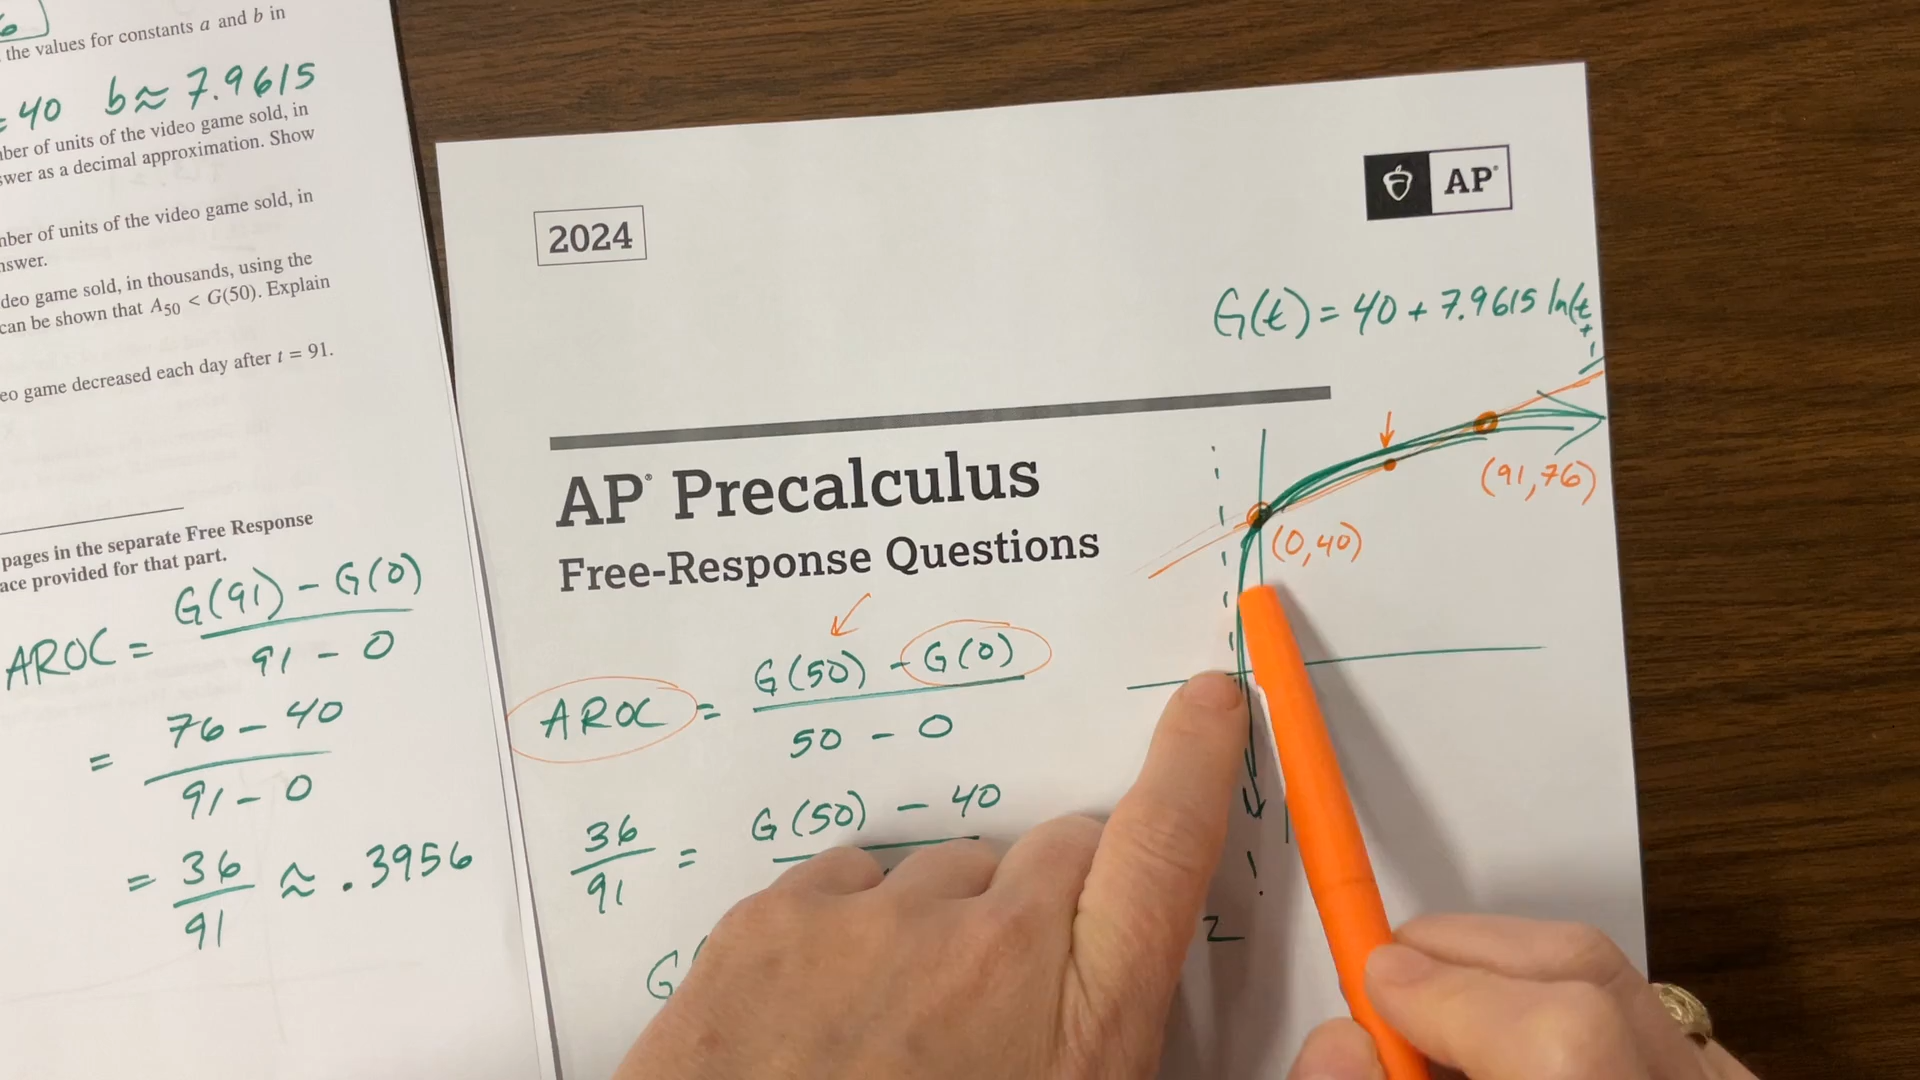 the values for constants a and b in
= 40 b ≈ 7.9615
ber of units of the video game sold, in
swer as a decimal approximation. Show
nber of units of the video game sold, in
nswer.
deo game sold, in thousands, using the
can be shown that A50 < G(50). Explain
eo game decreased each day after t = 91.
pages in the separate Free Response
ace provided for that part.
AROC = G(91) - G(0)
91 - 0
= 76 - 40
91 - 0
= 36 ≈ .3956
91
2024
AP®
G(t) = 40 + 7.9615 ln(t
+
1
AP® Precalculus
Free-Response Questions
(91,76)
(0,40)
AROC = G(50) - G(0)
50 - 0
36 = G(50) - 40
91
G(